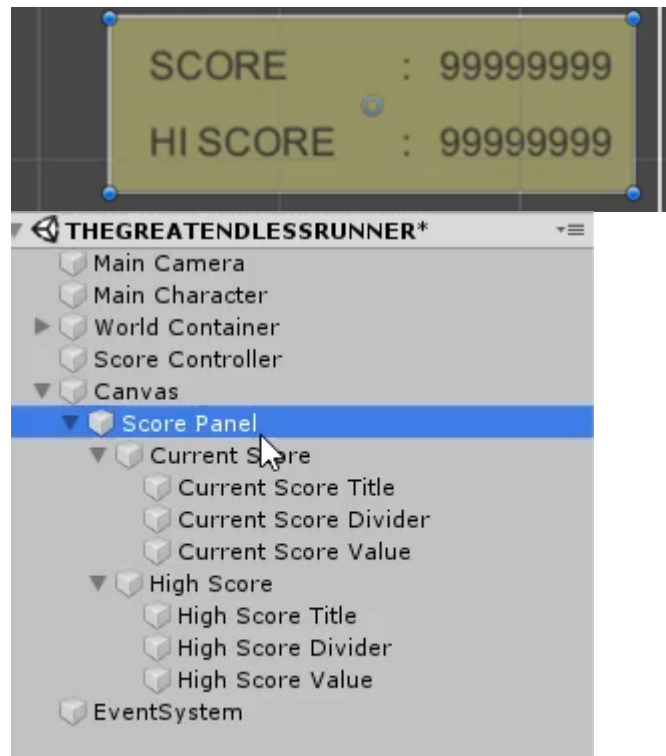 SCORE : 99999999
HI SCORE : 99999999
THEGREATENDLESSRUNNER*
Main Camera
Main Character
World Container
Score Controller
Canvas
Score Panel
Current Score
Current Score Title
Current Score Divider
Current Score Value
High Score
High Score Title
High Score Divider
High Score Value
EventSystem